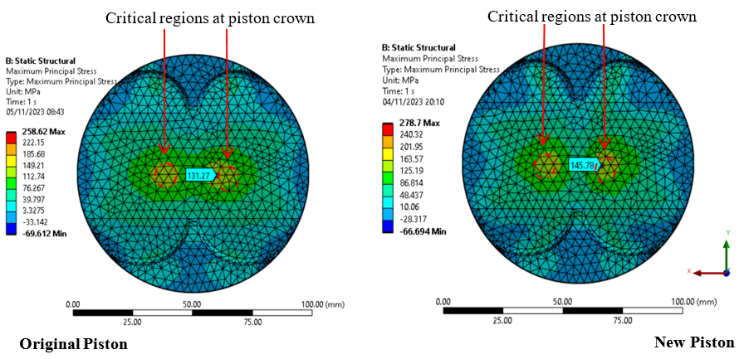 Critical regions at piston crown
B: Static Structural
Maximum Principal Stress
Type: Maximum Principal Stress
Unit: MPa
Time: 1 s
05/11/2023 08:43
258.62 Max
222.15
185.68
149.21
112.74
76.267
39.797
3.3275
-33.142
-69.612 Min
131.27
0.00
50.00
100.00 (mm)
25.00
75.00
Original Piston
Critical regions at piston crown
B: Static Structural
Maximum Principal Stress
Type: Maximum Principal Stress
Unit: MPa
Time: 1 s
04/11/2023 20:10
278.7 Max
240.32
201.95
163.57
125.19
86.814
48.437
10.06
-28.317
-66.694 Min
145.78
Y
X
0.00
50.00
100.00 (mm)
25.00
75.00
New Piston